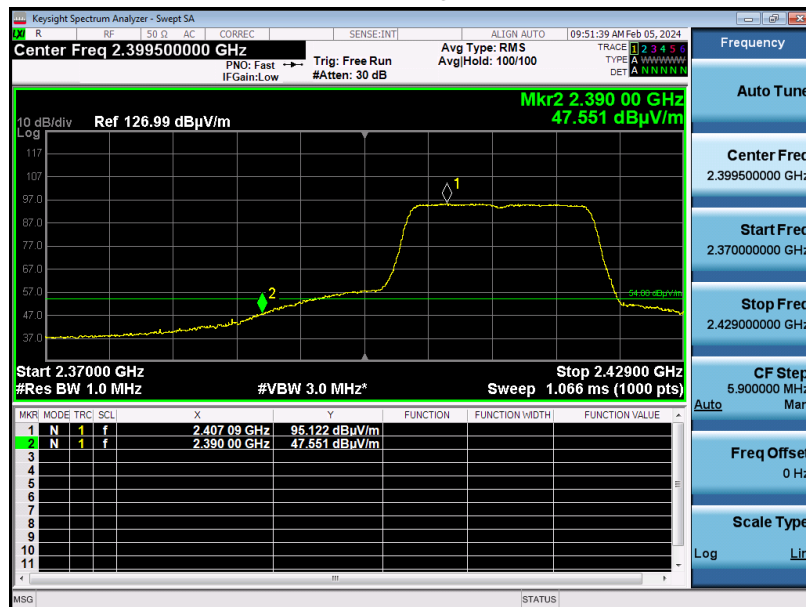 Keysight Spectrum Analyzer - Swept SA
LXI R RF 50 Ω AC CORREC SENSE:INT ALIGN AUTO 09:51:39 AM Feb 05, 2024
Center Freq 2.399500000 GHz
PNO: Fast
IFGain:Low
Trig: Free Run
#Atten: 30 dB
Avg Type: RMS
Avg|Hold: 100/100
TRACE 1 2 3 4 5 6
TYPE A WWWWW
DET A N N N N N
Mkr2 2.390 00 GHz
47.551 dBµV/m
10 dB/div Ref 126.99 dBµV/m
Log
117
107
97.0
87.0
77.0
67.0
57.0
47.0
37.0
1
2
54.00 dBµV/m
Start 2.37000 GHz Stop 2.42900 GHz
#Res BW 1.0 MHz #VBW 3.0 MHz* Sweep 1.066 ms (1000 pts)
MKR MODE TRC SCL X Y FUNCTION FUNCTION WIDTH FUNCTION VALUE
1 N 1 f 2.407 09 GHz 95.122 dBµV/m
2 N 1 f 2.390 00 GHz 47.551 dBµV/m
3
4
5
6
7
8
9
10
11
MSG STATUS
Frequency
Auto Tune
Center Freq
2.399500000 GHz
Start Freq
2.370000000 GHz
Stop Freq
2.429000000 GHz
CF Step
5.900000 MHz
Auto Man
Freq Offset
0 Hz
Scale Type
Log Lin